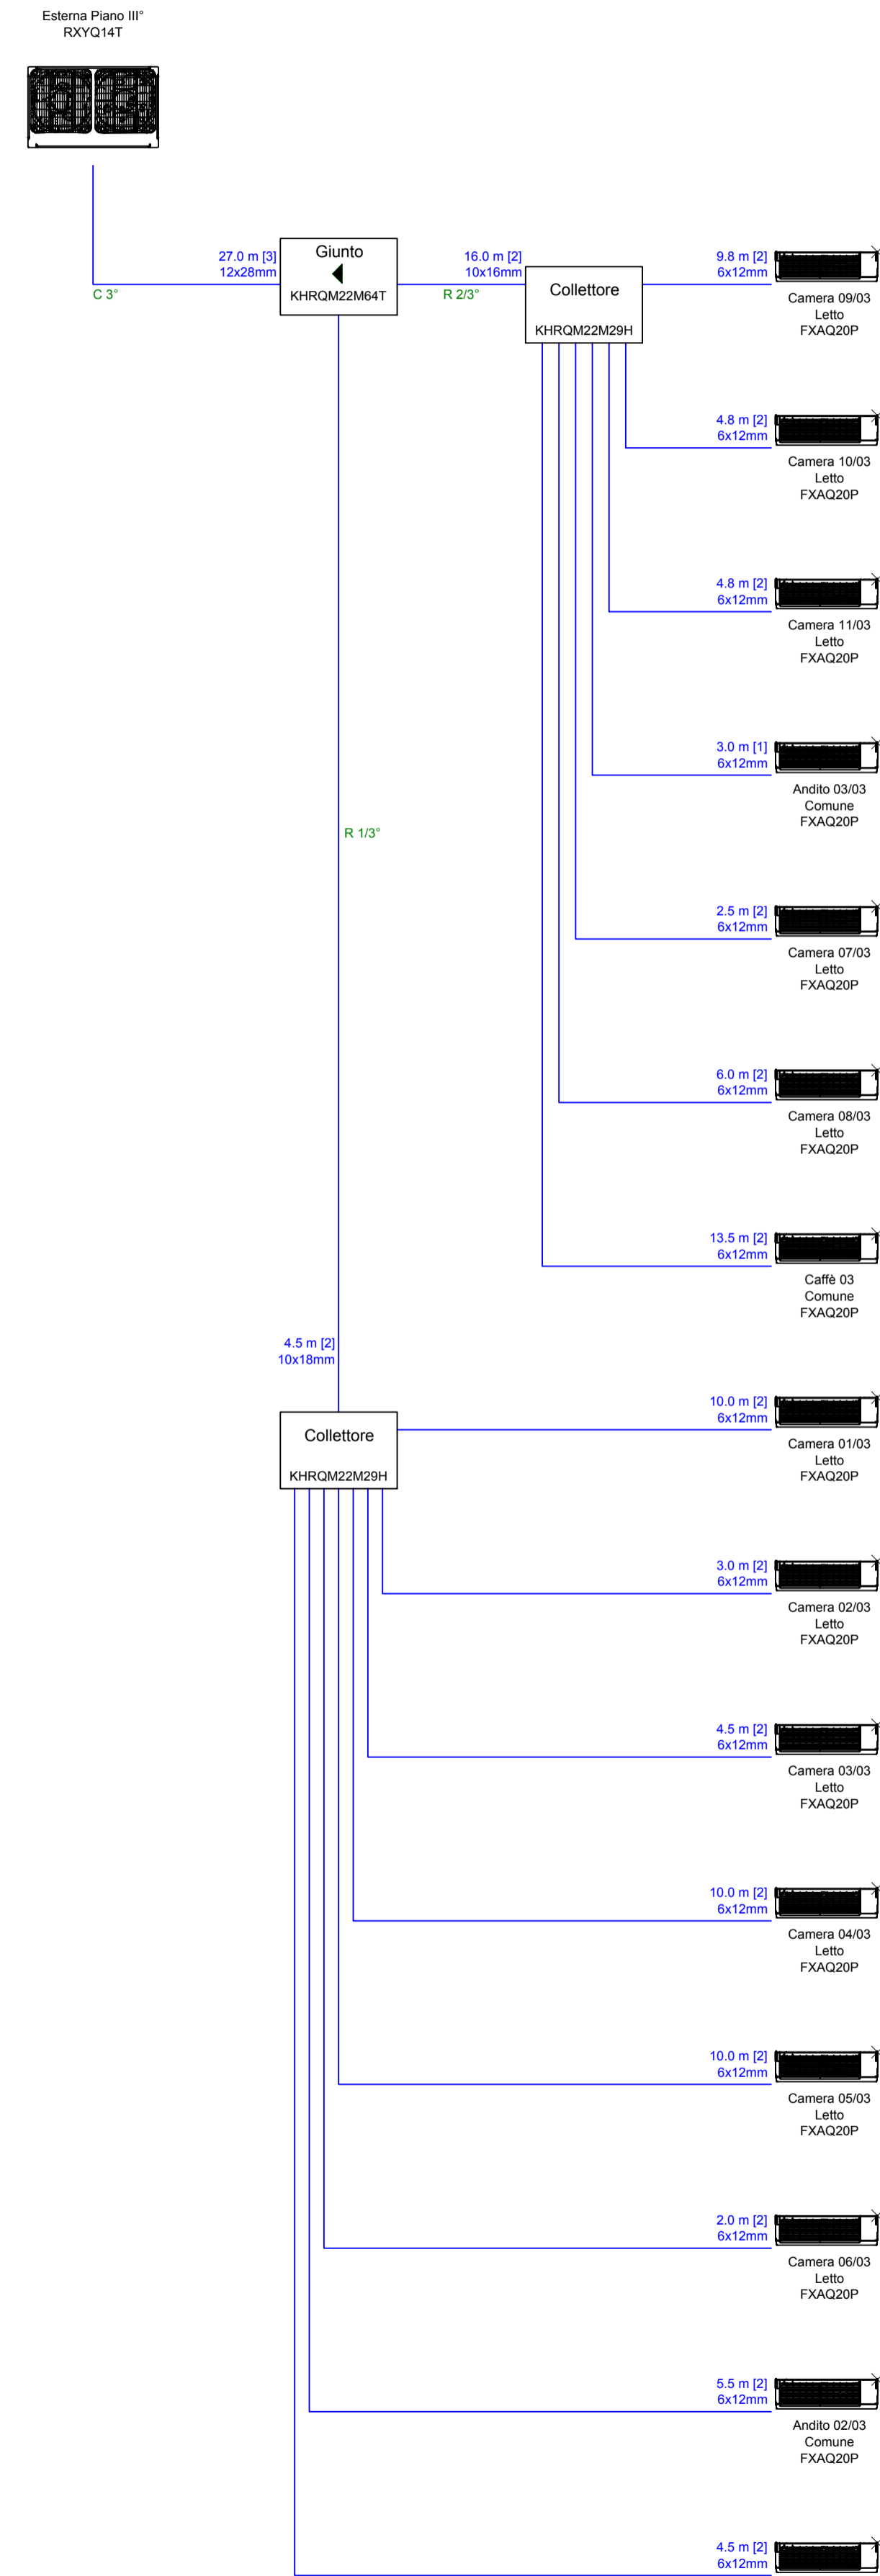 Esterna Piano III°
RXYQ14T
27.0 m [3]
12x28mm
C 3°
Giunto
KHRQM22M64T
16.0 m [2]
10x16mm
R 2/3°
Collettore
KHRQM22M29H
9.8 m [2]
6x12mm
Camera 09/03
Letto
FXAQ20P
4.8 m [2]
6x12mm
Camera 10/03
Letto
FXAQ20P
4.8 m [2]
6x12mm
Camera 11/03
Letto
FXAQ20P
3.0 m [1]
6x12mm
Andito 03/03
Comune
FXAQ20P
R 1/3°
2.5 m [2]
6x12mm
Camera 07/03
Letto
FXAQ20P
6.0 m [2]
6x12mm
Camera 08/03
Letto
FXAQ20P
13.5 m [2]
6x12mm
Caffè 03
Comune
FXAQ20P
4.5 m [2]
10x18mm
Collettore
KHRQM22M29H
10.0 m [2]
6x12mm
Camera 01/03
Letto
FXAQ20P
3.0 m [2]
6x12mm
Camera 02/03
Letto
FXAQ20P
4.5 m [2]
6x12mm
Camera 03/03
Letto
FXAQ20P
10.0 m [2]
6x12mm
Camera 04/03
Letto
FXAQ20P
10.0 m [2]
6x12mm
Camera 05/03
Letto
FXAQ20P
2.0 m [2]
6x12mm
Camera 06/03
Letto
FXAQ20P
5.5 m [2]
6x12mm
Andito 02/03
Comune
FXAQ20P
4.5 m [2]
6x12mm